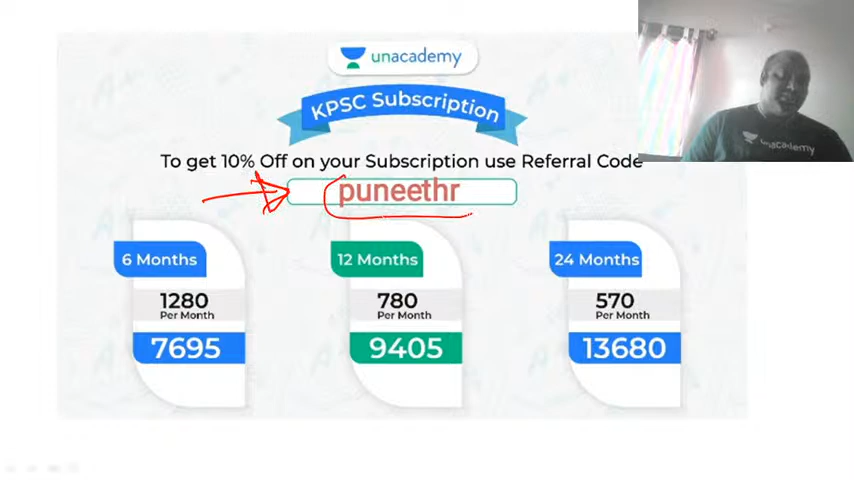 unacademy
KPSC Subscription
To get 10% Off on your Subscription use Referral Code
puneethr
6 Months
1280
Per Month
7695
12 Months
780
Per Month
9405
24 Months
570
Per Month
13680
unacademy